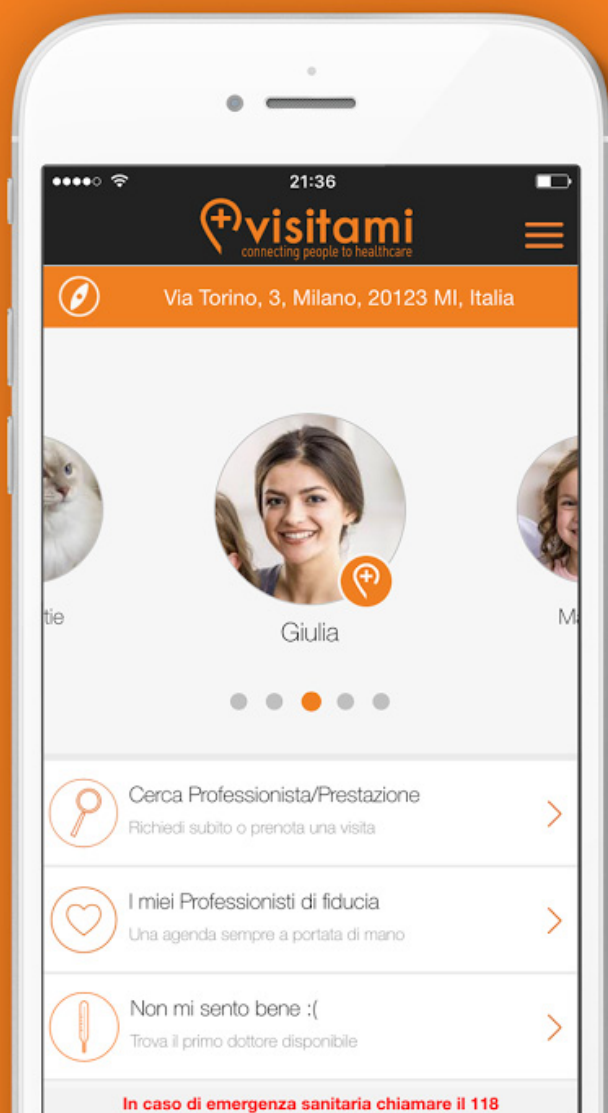 21:36
visitami
connecting people to healthcare
Via Torino, 3, Milano, 20123 MI, Italia
tie
Giulia
Ma
Cerca Professionista/Prestazione
Richiedi subito o prenota una visita
I miei Professionisti di fiducia
Una agenda sempre a portata di mano
Non mi sento bene :(
Trova il primo dottore disponibile
In caso di emergenza sanitaria chiamare il 118